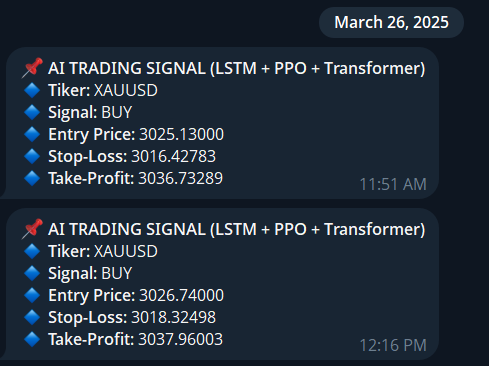 March 26, 2025
📌 AI TRADING SIGNAL (LSTM + PPO + Transformer)
🔷 Tiker: XAUUSD
🔷 Signal: BUY
🔷 Entry Price: 3025.13000
🔷 Stop-Loss: 3016.42783
🔷 Take-Profit: 3036.73289
11:51 AM
📌 AI TRADING SIGNAL (LSTM + PPO + Transformer)
🔷 Tiker: XAUUSD
🔷 Signal: BUY
🔷 Entry Price: 3026.74000
🔷 Stop-Loss: 3018.32498
🔷 Take-Profit: 3037.96003
12:16 PM